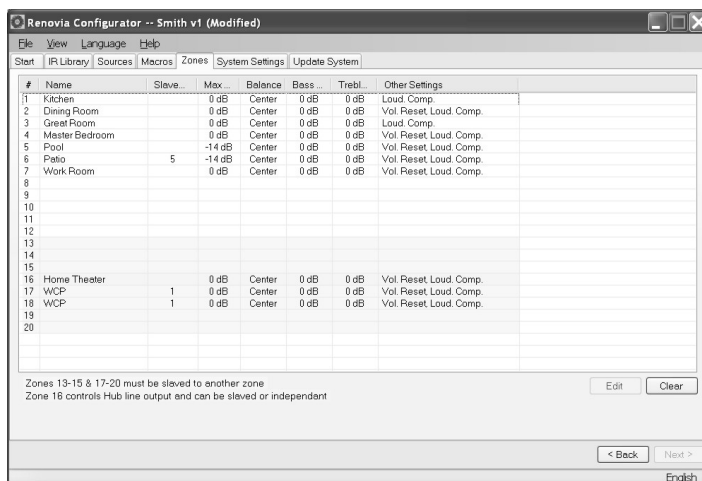 Renovia Configurator -- Smith v1 (Modified)
File View Language Help
Start IR Library Sources Macros Zones System Settings Update System
# Name Slave... Max ... Balance Bass ... Trebl... Other Settings
1 Kitchen 0 dB Center 0 dB 0 dB Loud. Comp.
2 Dining Room 0 dB Center 0 dB 0 dB Vol. Reset, Loud. Comp.
3 Great Room 0 dB Center 0 dB 0 dB Loud. Comp.
4 Master Bedroom 0 dB Center 0 dB 0 dB Vol. Reset, Loud. Comp.
5 Pool -14 dB Center 0 dB 0 dB Vol. Reset, Loud. Comp.
6 Patio 5 -14 dB Center 0 dB 0 dB Vol. Reset, Loud. Comp.
7 Work Room 0 dB Center 0 dB 0 dB Vol. Reset, Loud. Comp.
8
9
10
11
12
13
14
15
16 Home Theater 0 dB Center 0 dB 0 dB Vol. Reset, Loud. Comp.
17 WCP 1 0 dB Center 0 dB 0 dB Vol. Reset, Loud. Comp.
18 WCP 1 0 dB Center 0 dB 0 dB Vol. Reset, Loud. Comp.
19
20
Zones 13-15 & 17-20 must be slaved to another zone
Zone 16 controls Hub line output and can be slaved or independant
Edit Clear
< Back Next >
English